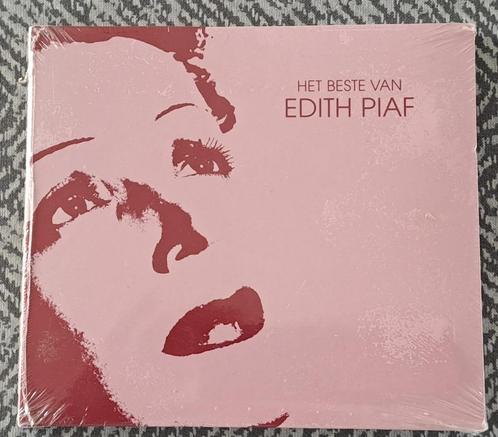 HET BESTE VAN
EDITH PIAF